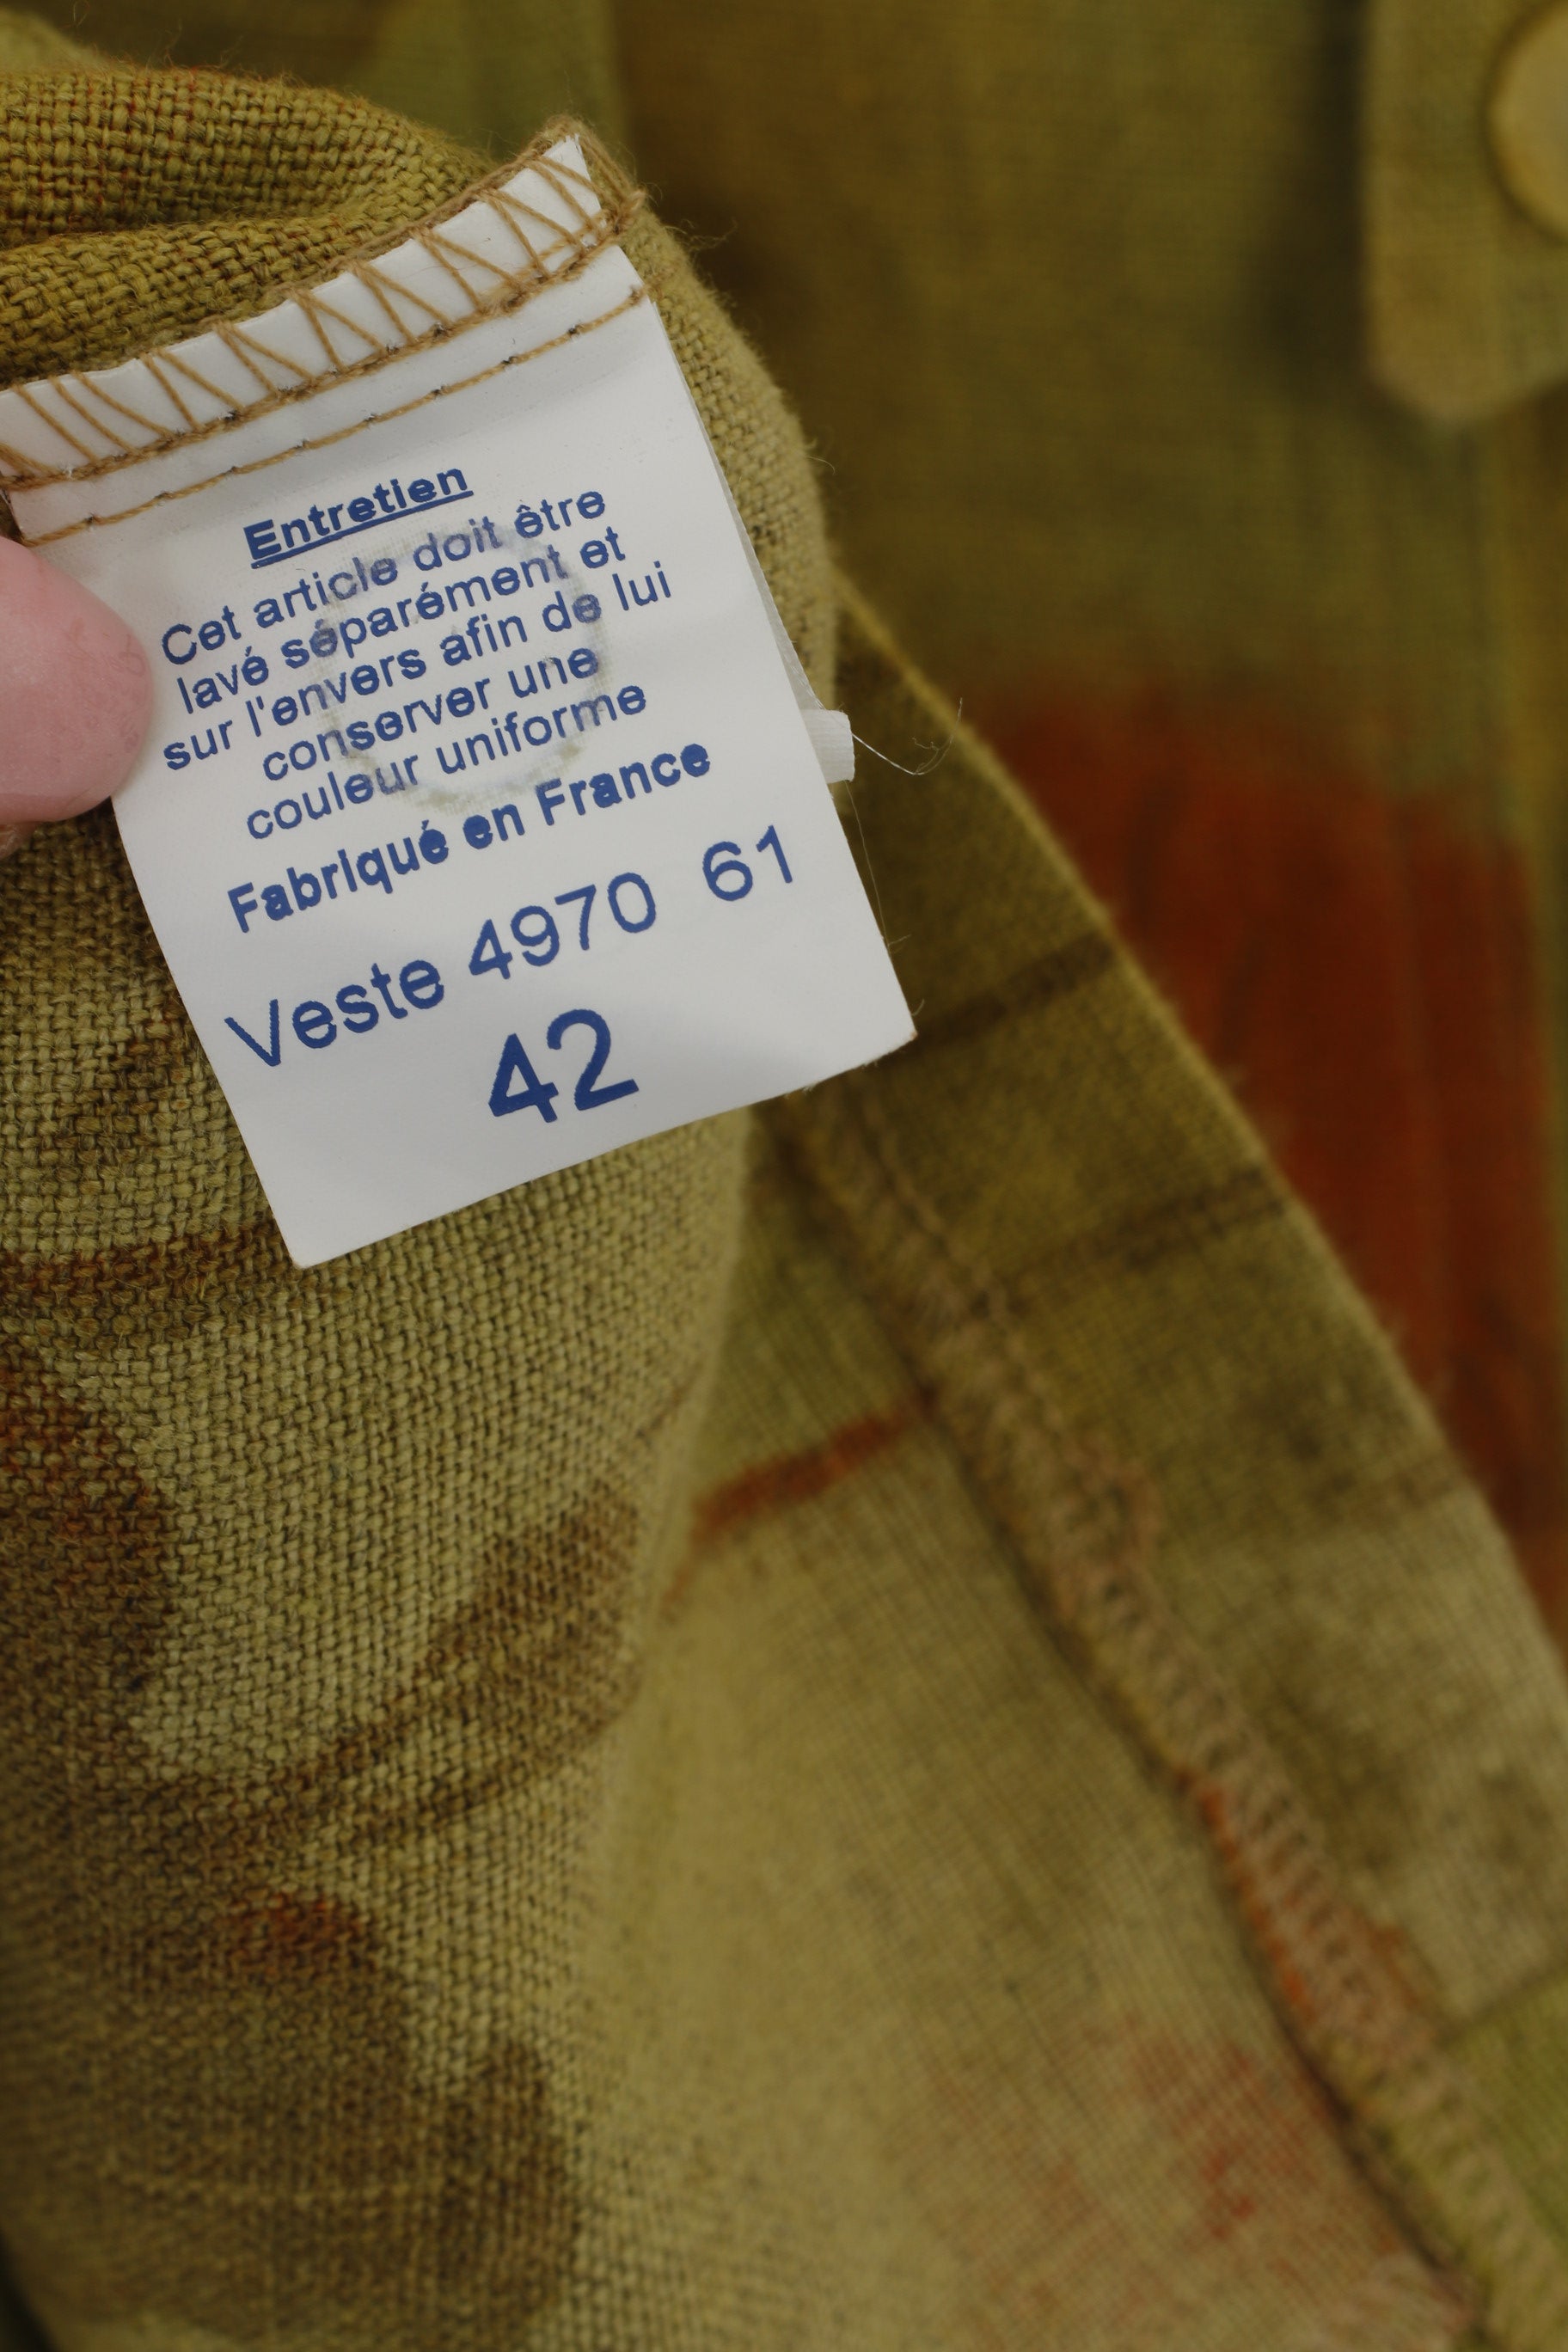 Entretien
Cet article doit être
lavé séparément et
sur l'envers afin de lui
conserver une
couleur uniforme
Fabriqué en France
Veste 4970 61
42